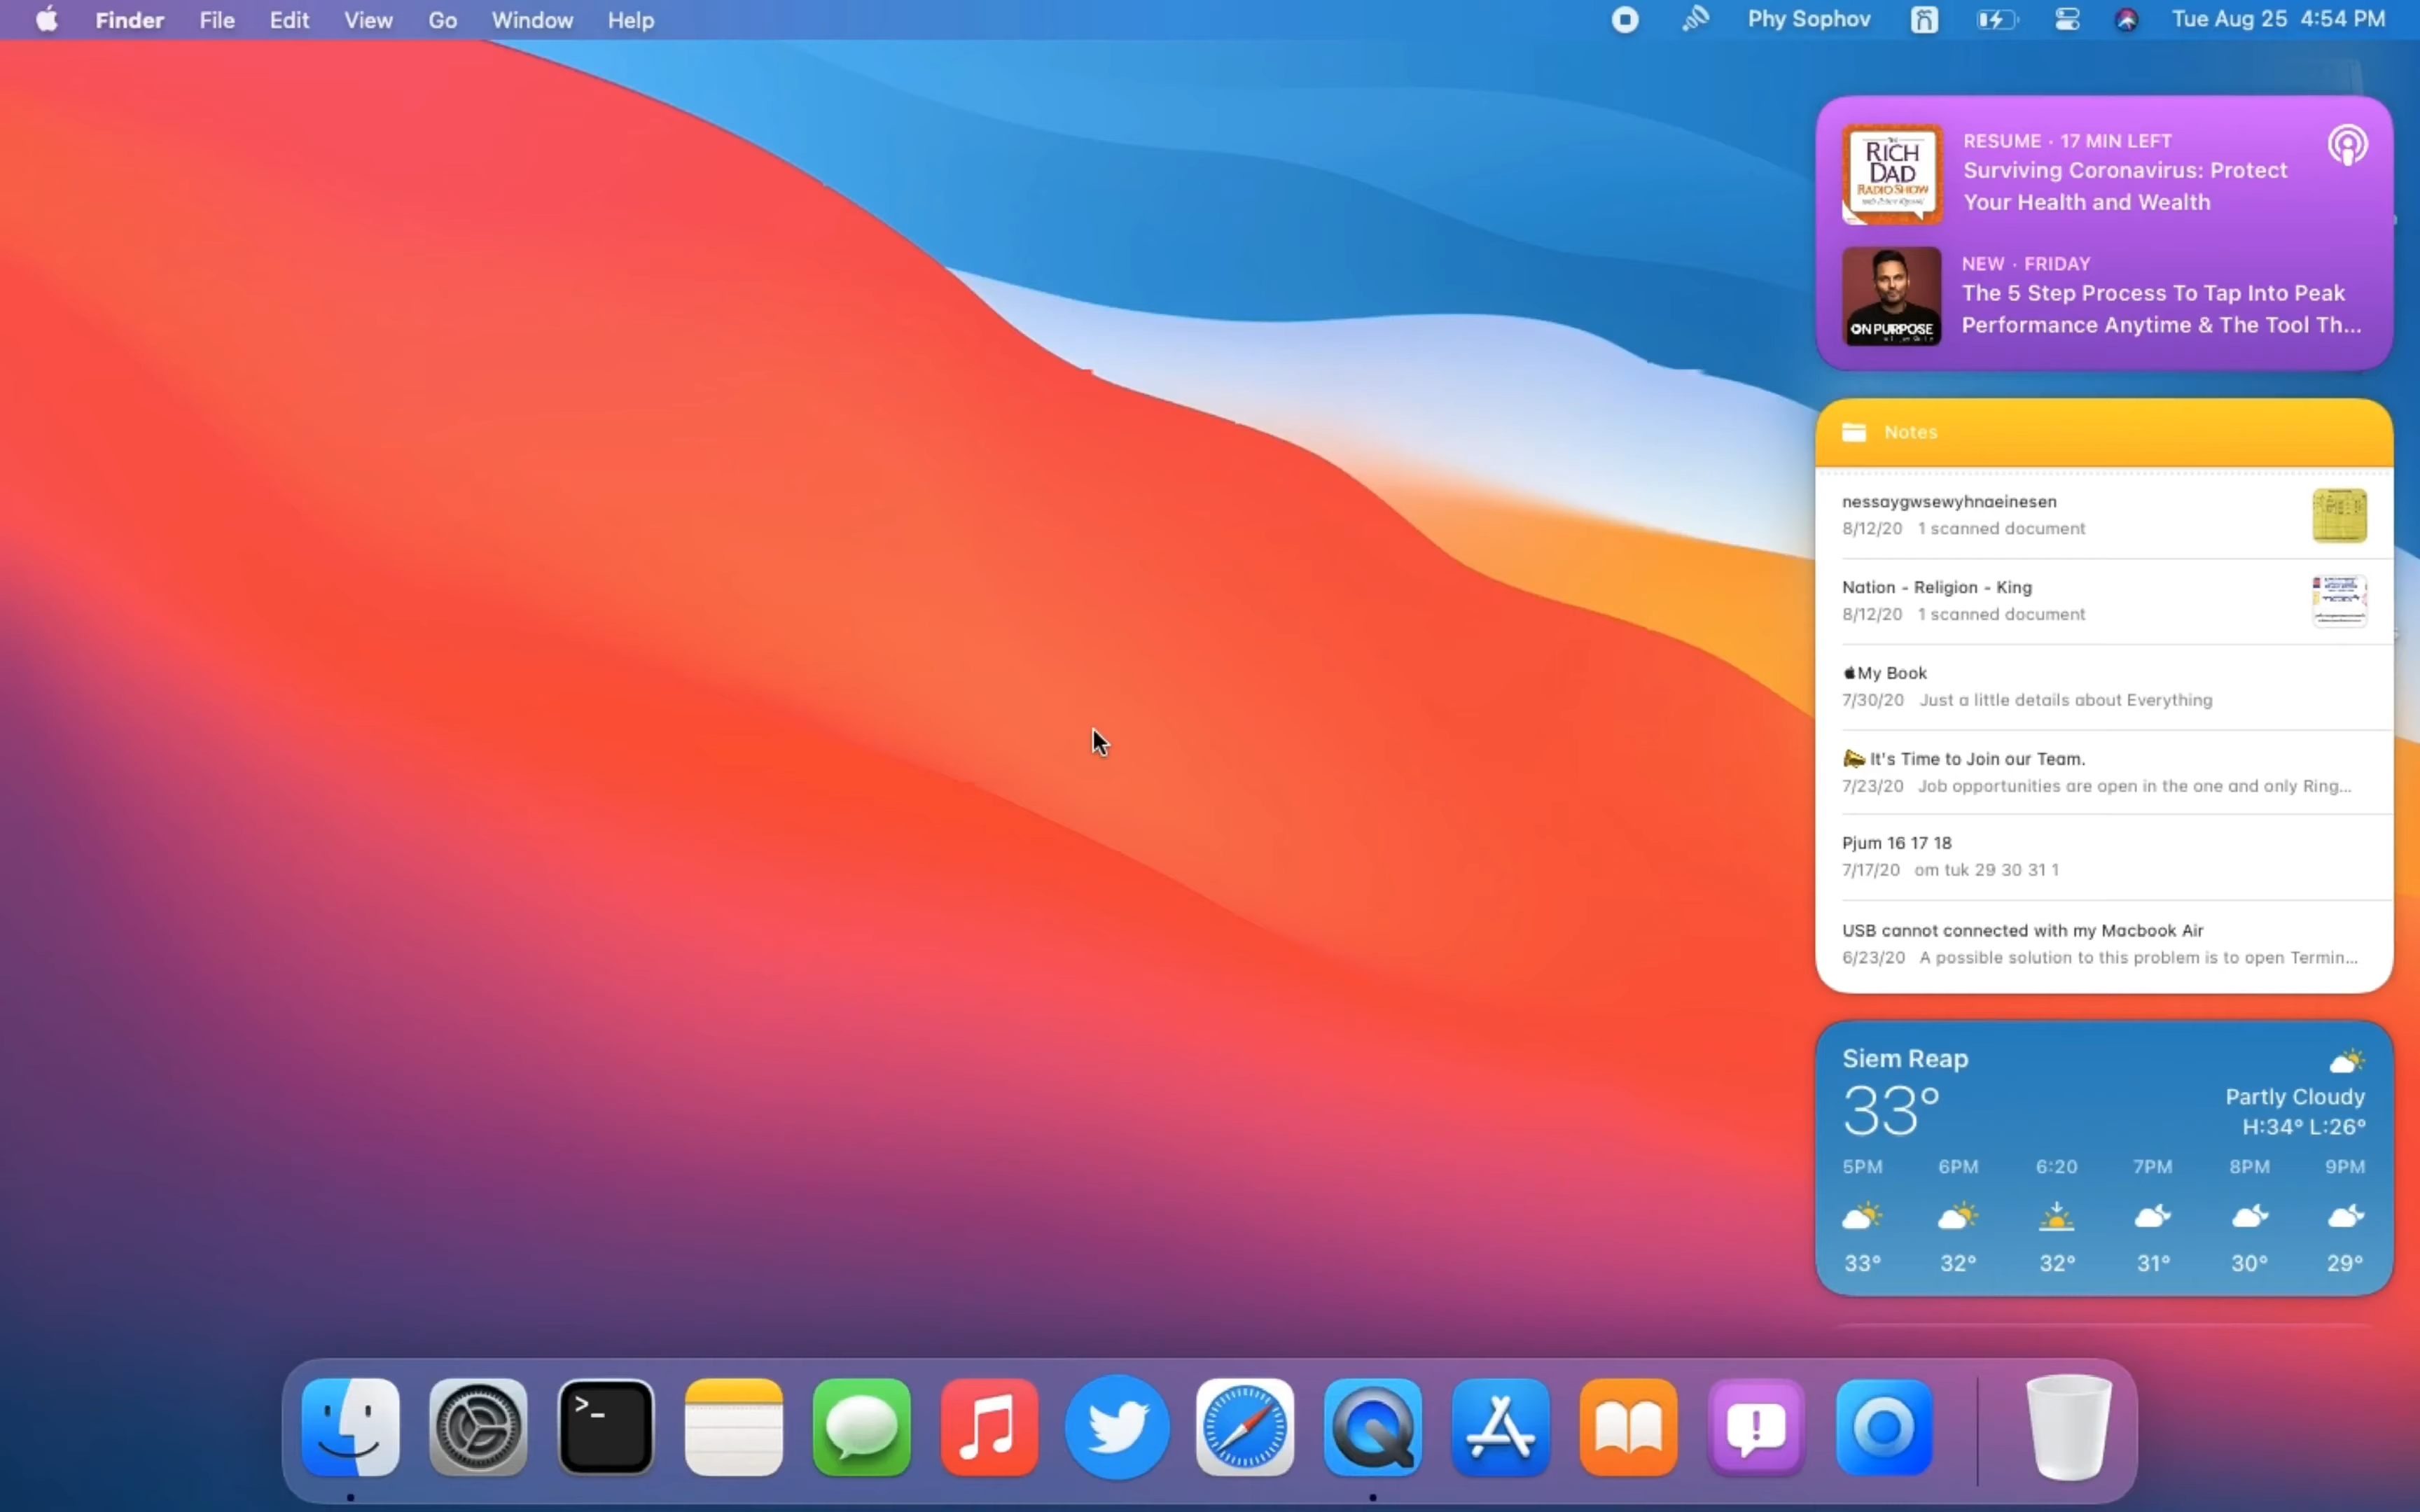 Finder File Edit View Go Window Help
Phy Sophov Tue Aug 25 4:54 PM
THE
RICH
DAD
RADIO SHOW
RESUME · 17 MIN LEFT
Surviving Coronavirus: Protect
Your Health and Wealth
ON PURPOSE
NEW · FRIDAY
The 5 Step Process To Tap Into Peak
Performance Anytime & The Tool Th...
Notes
nessaygwsewyhnaeinesen
8/12/20 1 scanned document
Nation - Religion - King
8/12/20 1 scanned document
My Book
7/30/20 Just a little details about Everything
It's Time to Join our Team.
7/23/20 Job opportunities are open in the one and only Ring...
Pjum 16 17 18
7/17/20 om tuk 29 30 31 1
USB cannot connected with my Macbook Air
6/23/20 A possible solution to this problem is to open Termin...
Siem Reap
33°
Partly Cloudy
H:34° L:26°
5PM 6PM 6:20 7PM 8PM 9PM
33° 32° 32° 31° 30° 29°